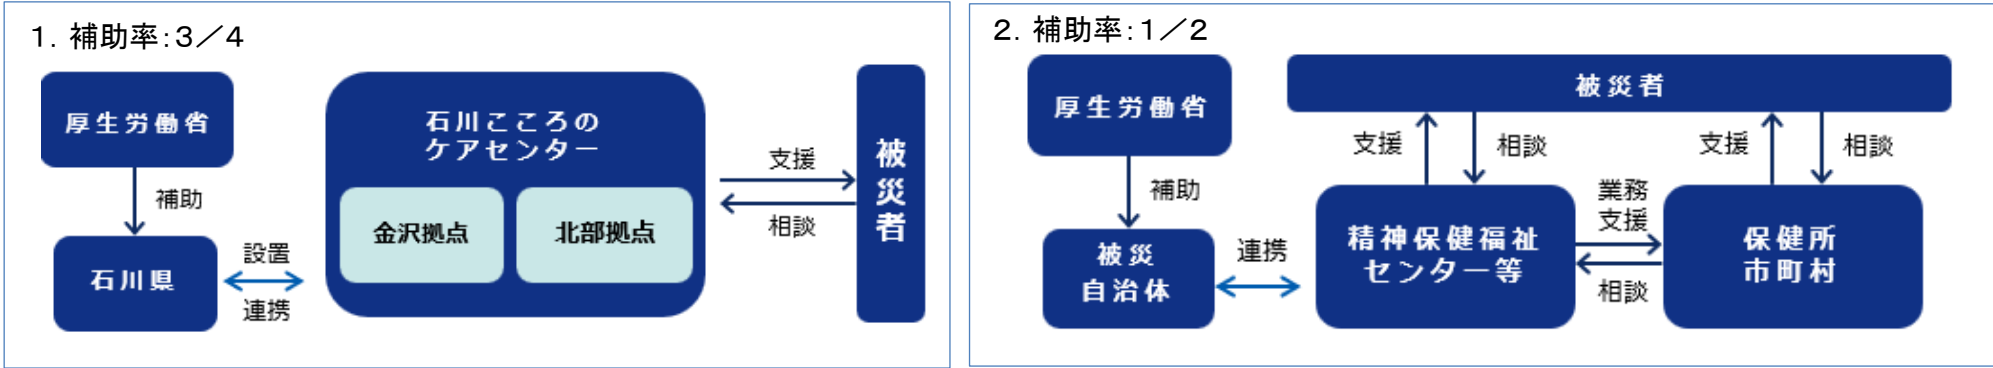 1．補助率：3／4
厚生労働省
補助
石川県
設置
連携
石川こころの
ケアセンター
金沢拠点
北部拠点
支援
相談
被災者
2．補助率：1／2
厚生労働省
補助
被災
自治体
連携
被災者
支援
相談
支援
相談
精神保健福祉
センター等
業務
支援
相談
保健所
市町村